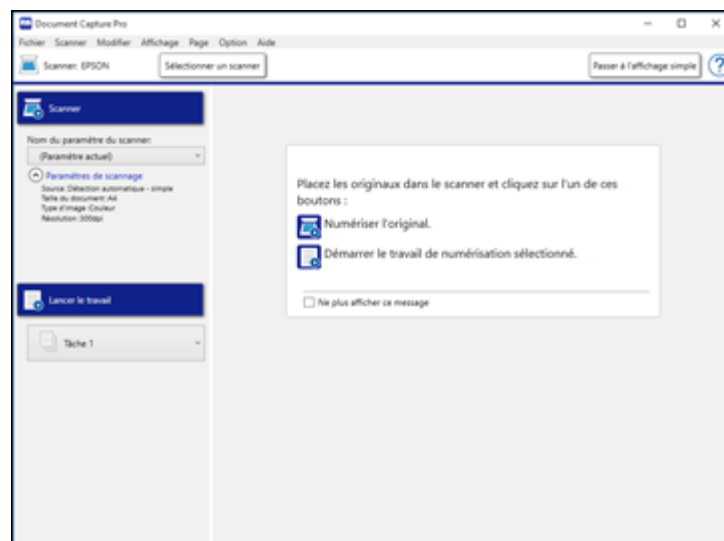 Document Capture Pro
Fichier Scanner Modifier Affichage Page Option Aide
Scanner: EPSON
Sélectionner un scanner
Passer à l'affichage simple
?
Scanner
Nom du paramètre du scanner:
(Paramètre actuel)
Paramètres de scannage
Source :Détection automatique - simple
Taille du document: A4
Type d'image :Couleur
Résolution :300dpi
Placez les originaux dans le scanner et cliquez sur l'un de ces
boutons :
Numériser l'original.
Démarrer le travail de numérisation sélectionné.
Ne plus afficher ce message
Lancer le travail
Tâche 1